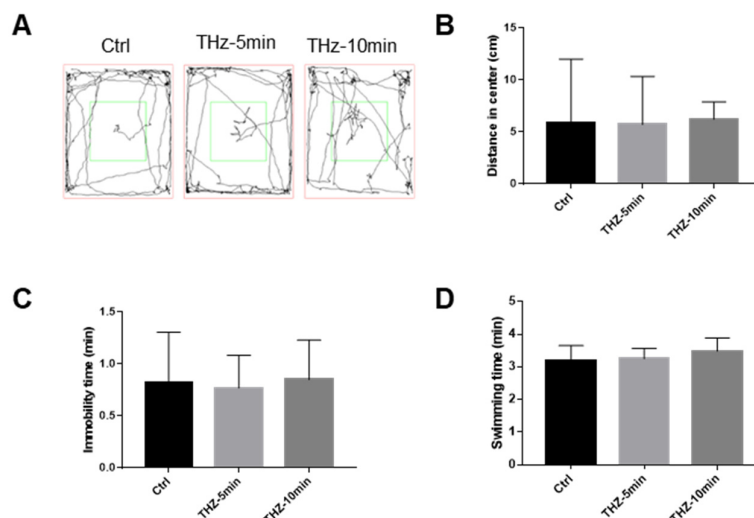 A
Ctrl
THz-5min
THz-10min
B
Distance in center (cm)
15
10
5
0
Ctrl
THZ-5min
THZ-10min
C
Immobility time (min)
1.5
1.0
0.5
0.0
Ctrl
THZ-5min
THZ-10min
D
Swimming time (min)
5
4
3
2
1
0
Ctrl
THZ-5min
THZ-10min